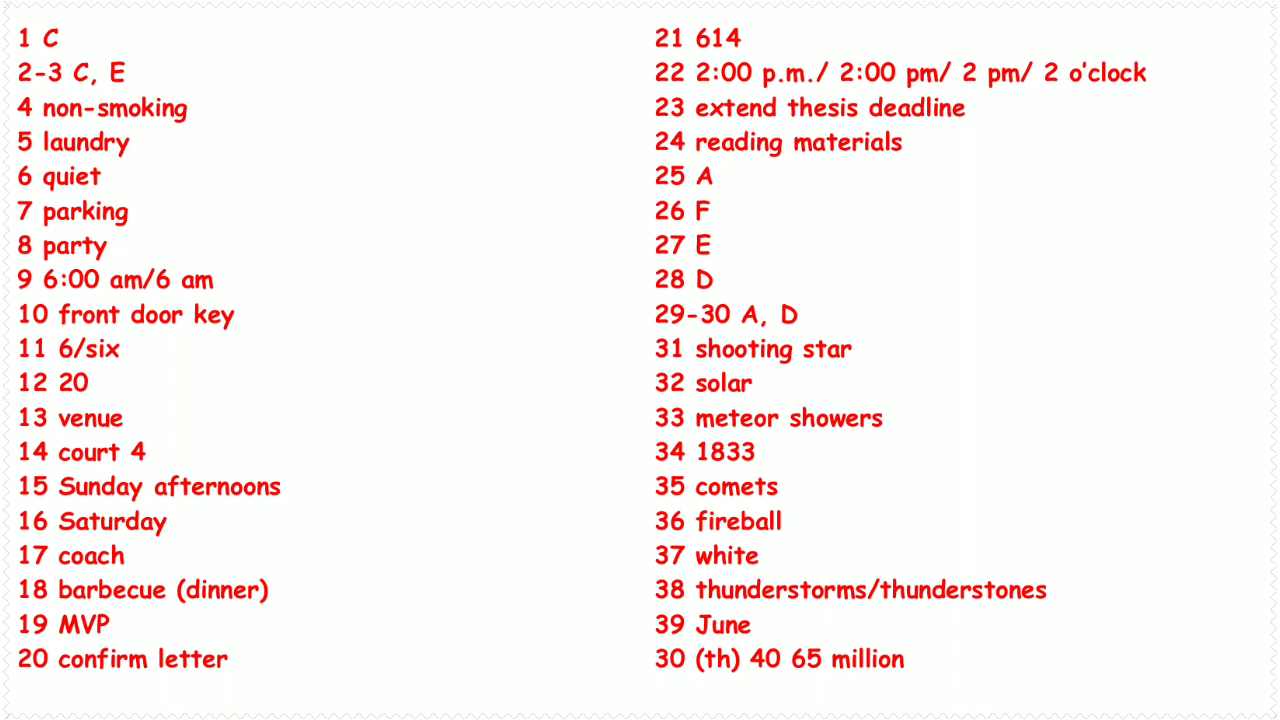 1 C
2-3 C, E
4 non-smoking
5 laundry
6 quiet
7 parking
8 party
9 6:00 am/6 am
10 front door key
11 6/six
12 20
13 venue
14 court 4
15 Sunday afternoons
16 Saturday
17 coach
18 barbecue (dinner)
19 MVP
20 confirm letter
21 614
22 2:00 p.m./ 2:00 pm/ 2 pm/ 2 o'clock
23 extend thesis deadline
24 reading materials
25 A
26 F
27 E
28 D
29-30 A, D
31 shooting star
32 solar
33 meteor showers
34 1833
35 comets
36 fireball
37 white
38 thunderstorms/thunderstones
39 June
30 (th) 40 65 million